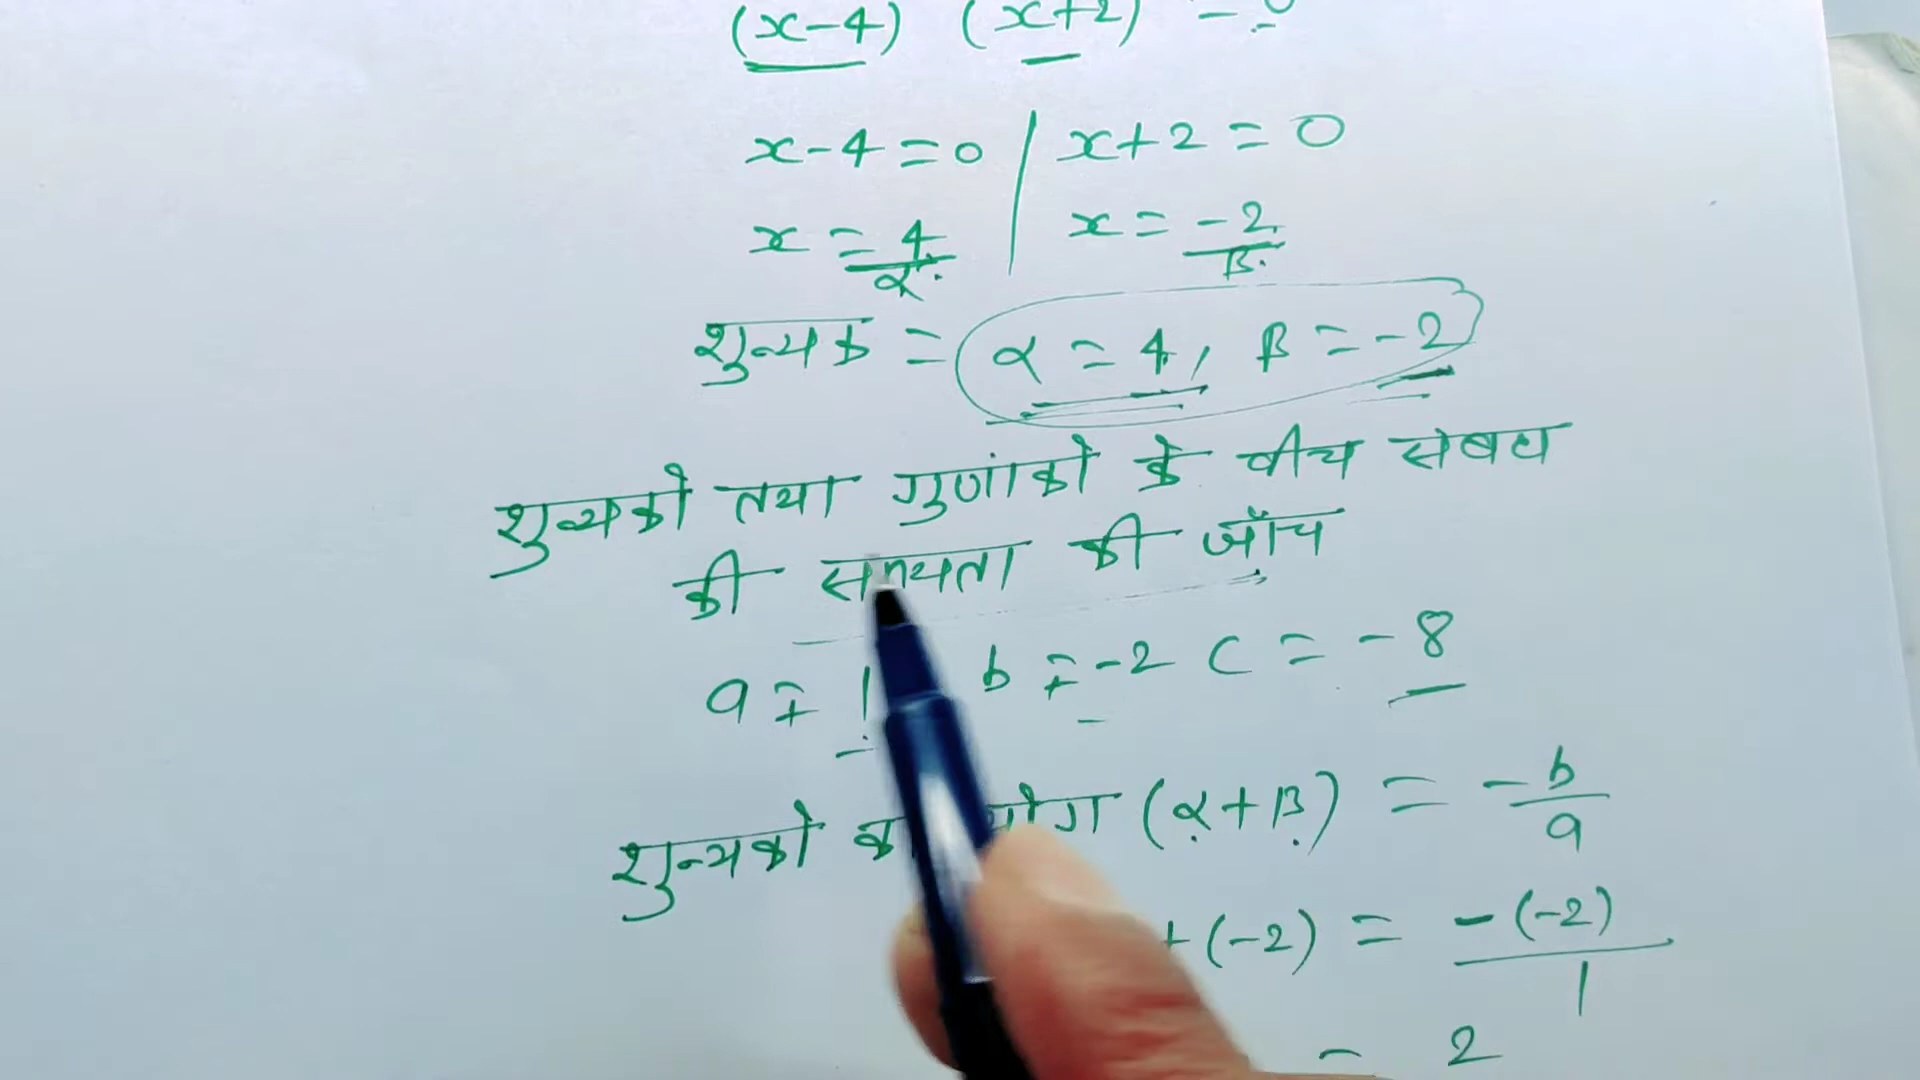 (x-4) (x+2) = 0
x-4=0 | x+2=0
x = 4 x = -2
α β
शुन्यक = α = 4, β = -2
शुन्यको तथा गुणांको के बीच संबध
की सत्यता की जाँच
a = 1 b = -2 c = -8
शुन्यको का योग (α+β) = -b/a
+(-2) = -(-2)/1
= 2